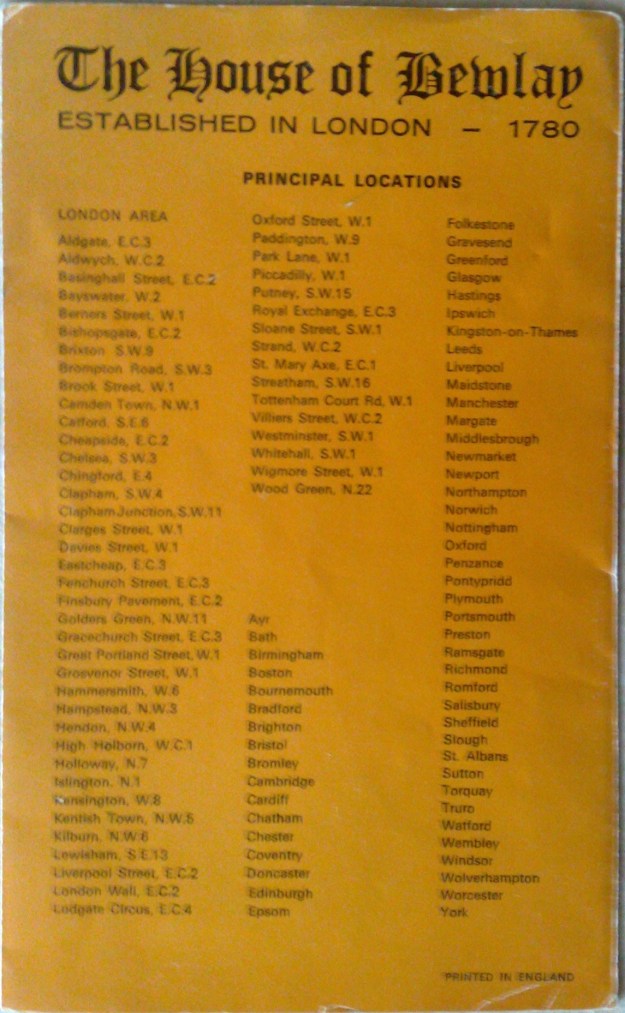 The House of Bewlay
ESTABLISHED IN LONDON – 1780
PRINCIPAL LOCATIONS
LONDON AREA
Aldgate, E.C.3
Aldwych, W.C.2
Basinghall Street, E.C.2
Bayswater, W.2
Berners Street, W.1
Bishopsgate, E.C.2
Brixton S.W.9
Brompton Road, S.W.3
Brook Street, W.1
Camden Town, N.W.1
Catford, S.E.6
Cheapside, E.C.2
Chelsea, S.W.3
Chingford, E.4
Clapham, S.W.4
Clapham Junction, S.W.11
Clarges Street, W.1
Davies Street, W.1
Eastcheap, E.C.3
Fenchurch Street, E.C.3
Finsbury Pavement, E.C.2
Golders Green, N.W.11
Gracechurch Street, E.C.3
Great Portland Street, W.1
Grosvenor Street, W.1
Hammersmith, W.6
Hampstead, N.W.3
Hendon, N.W.4
High Holborn, W.C.1
Holloway, N.7
Islington, N.1
Kensington, W.8
Kentish Town, N.W.5
Kilburn, N.W.6
Lewisham, S.E.13
Liverpool Street, E.C.2
London Wall, E.C.2
Ludgate Circus, E.C.4
Oxford Street, W.1
Paddington, W.9
Park Lane, W.1
Piccadilly, W.1
Putney, S.W.15
Royal Exchange, E.C.3
Sloane Street, S.W.1
Strand, W.C.2
St. Mary Axe, E.C.1
Streatham, S.W.16
Tottenham Court Rd, W.1
Villiers Street, W.C.2
Westminster, S.W.1
Whitehall, S.W.1
Wigmore Street, W.1
Wood Green, N.22
Ayr
Bath
Birmingham
Boston
Bournemouth
Bradford
Brighton
Bristol
Bromley
Cambridge
Cardiff
Chatham
Chester
Coventry
Doncaster
Edinburgh
Epsom
Folkestone
Gravesend
Greenford
Glasgow
Hastings
Ipswich
Kingston-on-Thames
Leeds
Liverpool
Maidstone
Manchester
Margate
Middlesbrough
Newmarket
Newport
Northampton
Norwich
Nottingham
Oxford
Penzance
Pontypridd
Plymouth
Portsmouth
Preston
Ramsgate
Richmond
Romford
Salisbury
Sheffield
Slough
St. Albans
Sutton
Torquay
Truro
Watford
Wembley
Windsor
Wolverhampton
Worcester
York
PRINTED IN ENGLAND